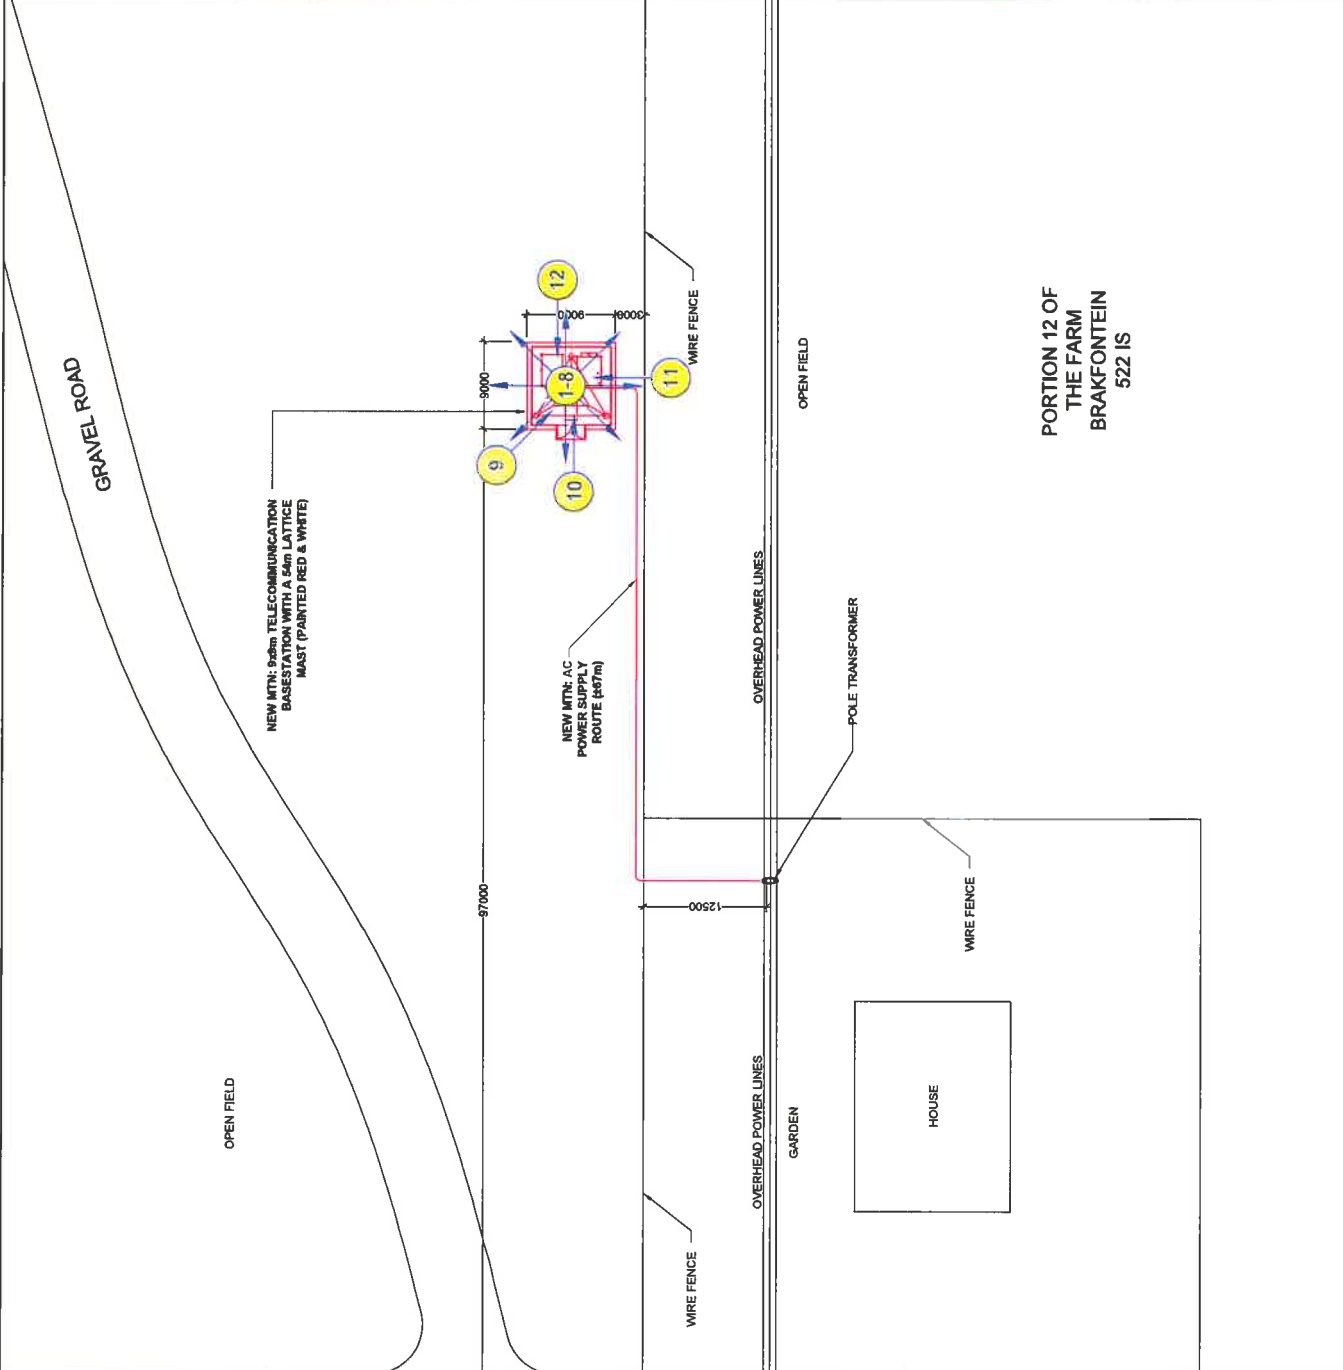 GRAVEL ROAD
NEW MTN: 9x9m TELECOMMUNICATION
BASESTATION WITH A 54m LATTICE
MAST (PAINTED RED & WHITE)
OPEN FIELD
97000
9000
9000
3000
12
1-8
11
9
10
WIRE FENCE
NEW MTN: AC
POWER SUPPLY
ROUTE (±67m)
12500
WIRE FENCE
OVERHEAD POWER LINES
OVERHEAD POWER LINES
OPEN FIELD
GARDEN
POLE TRANSFORMER
WIRE FENCE
HOUSE
PORTION 12 OF
THE FARM
BRAKFONTEIN
522 IS